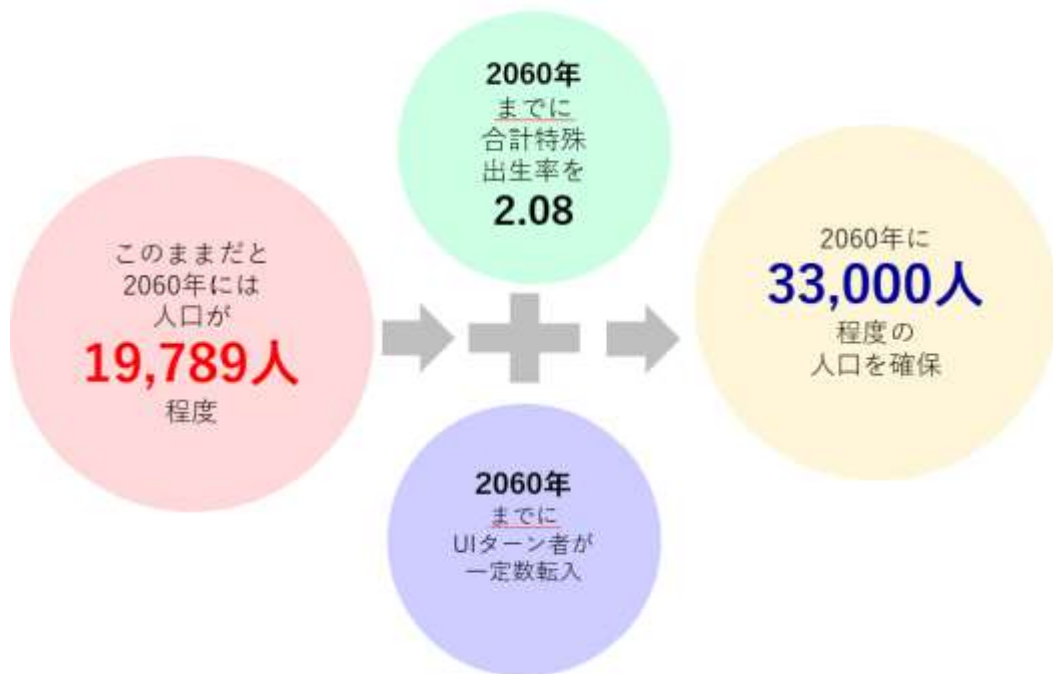 このままだと
2060年には
人口が
19,789人
程度
2060年
までに
合計特殊
出生率を
2.08
2060年
までに
UIターン者が
一定数転入
2060年に
33,000人
程度の
人口を確保